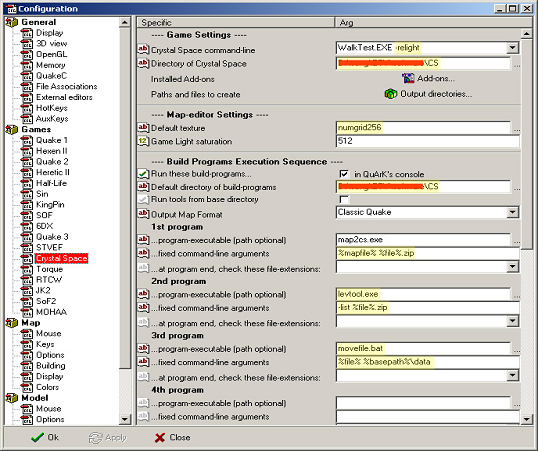 Configuration
General
Display
3D view
OpenGL
Memory
QuakeC
File Associations
External editors
HotKeys
AuxKeys
Games
Quake 1
Hexen II
Quake 2
Heretic II
Half-Life
Sin
KingPin
SOF
6DX
Quake 3
STVEF
Crystal Space
Torque
RTCW
JK2
SoF2
MOHAA
Map
Mouse
Keys
Options
Building
Display
Colors
Model
Mouse
Options
Specific Arg
---- Game Settings ----
Crystal Space command-line WalkTest.EXE -relight
Directory of Crystal Space \CS ...
Installed Add-ons Add-ons...
Paths and files to create Output directories...
---- Map-editor Settings ----
Default texture numgrid256 ...
Game Light saturation 512
---- Build Programs Execution Sequence ----
Run these build-programs... in QuArK's console
Default directory of build-programs \CS ...
Run tools from base directory
Output Map Format Classic Quake
1st program
...program-executable (path optional) map2cs.exe ...
...fixed command-line arguments %mapfile% %file%.zip
...at program end, check these file-extensions:
2nd program
...program-executable (path optional) levtool.exe ...
...fixed command-line arguments -list %file%.zip
...at program end, check these file-extensions:
3rd program
...program-executable (path optional) movefile.bat ...
...fixed command-line arguments %file% %basepath%\data
...at program end, check these file-extensions:
4th program
...program-executable (path optional) ...
...fixed command-line arguments
Ok Apply Close